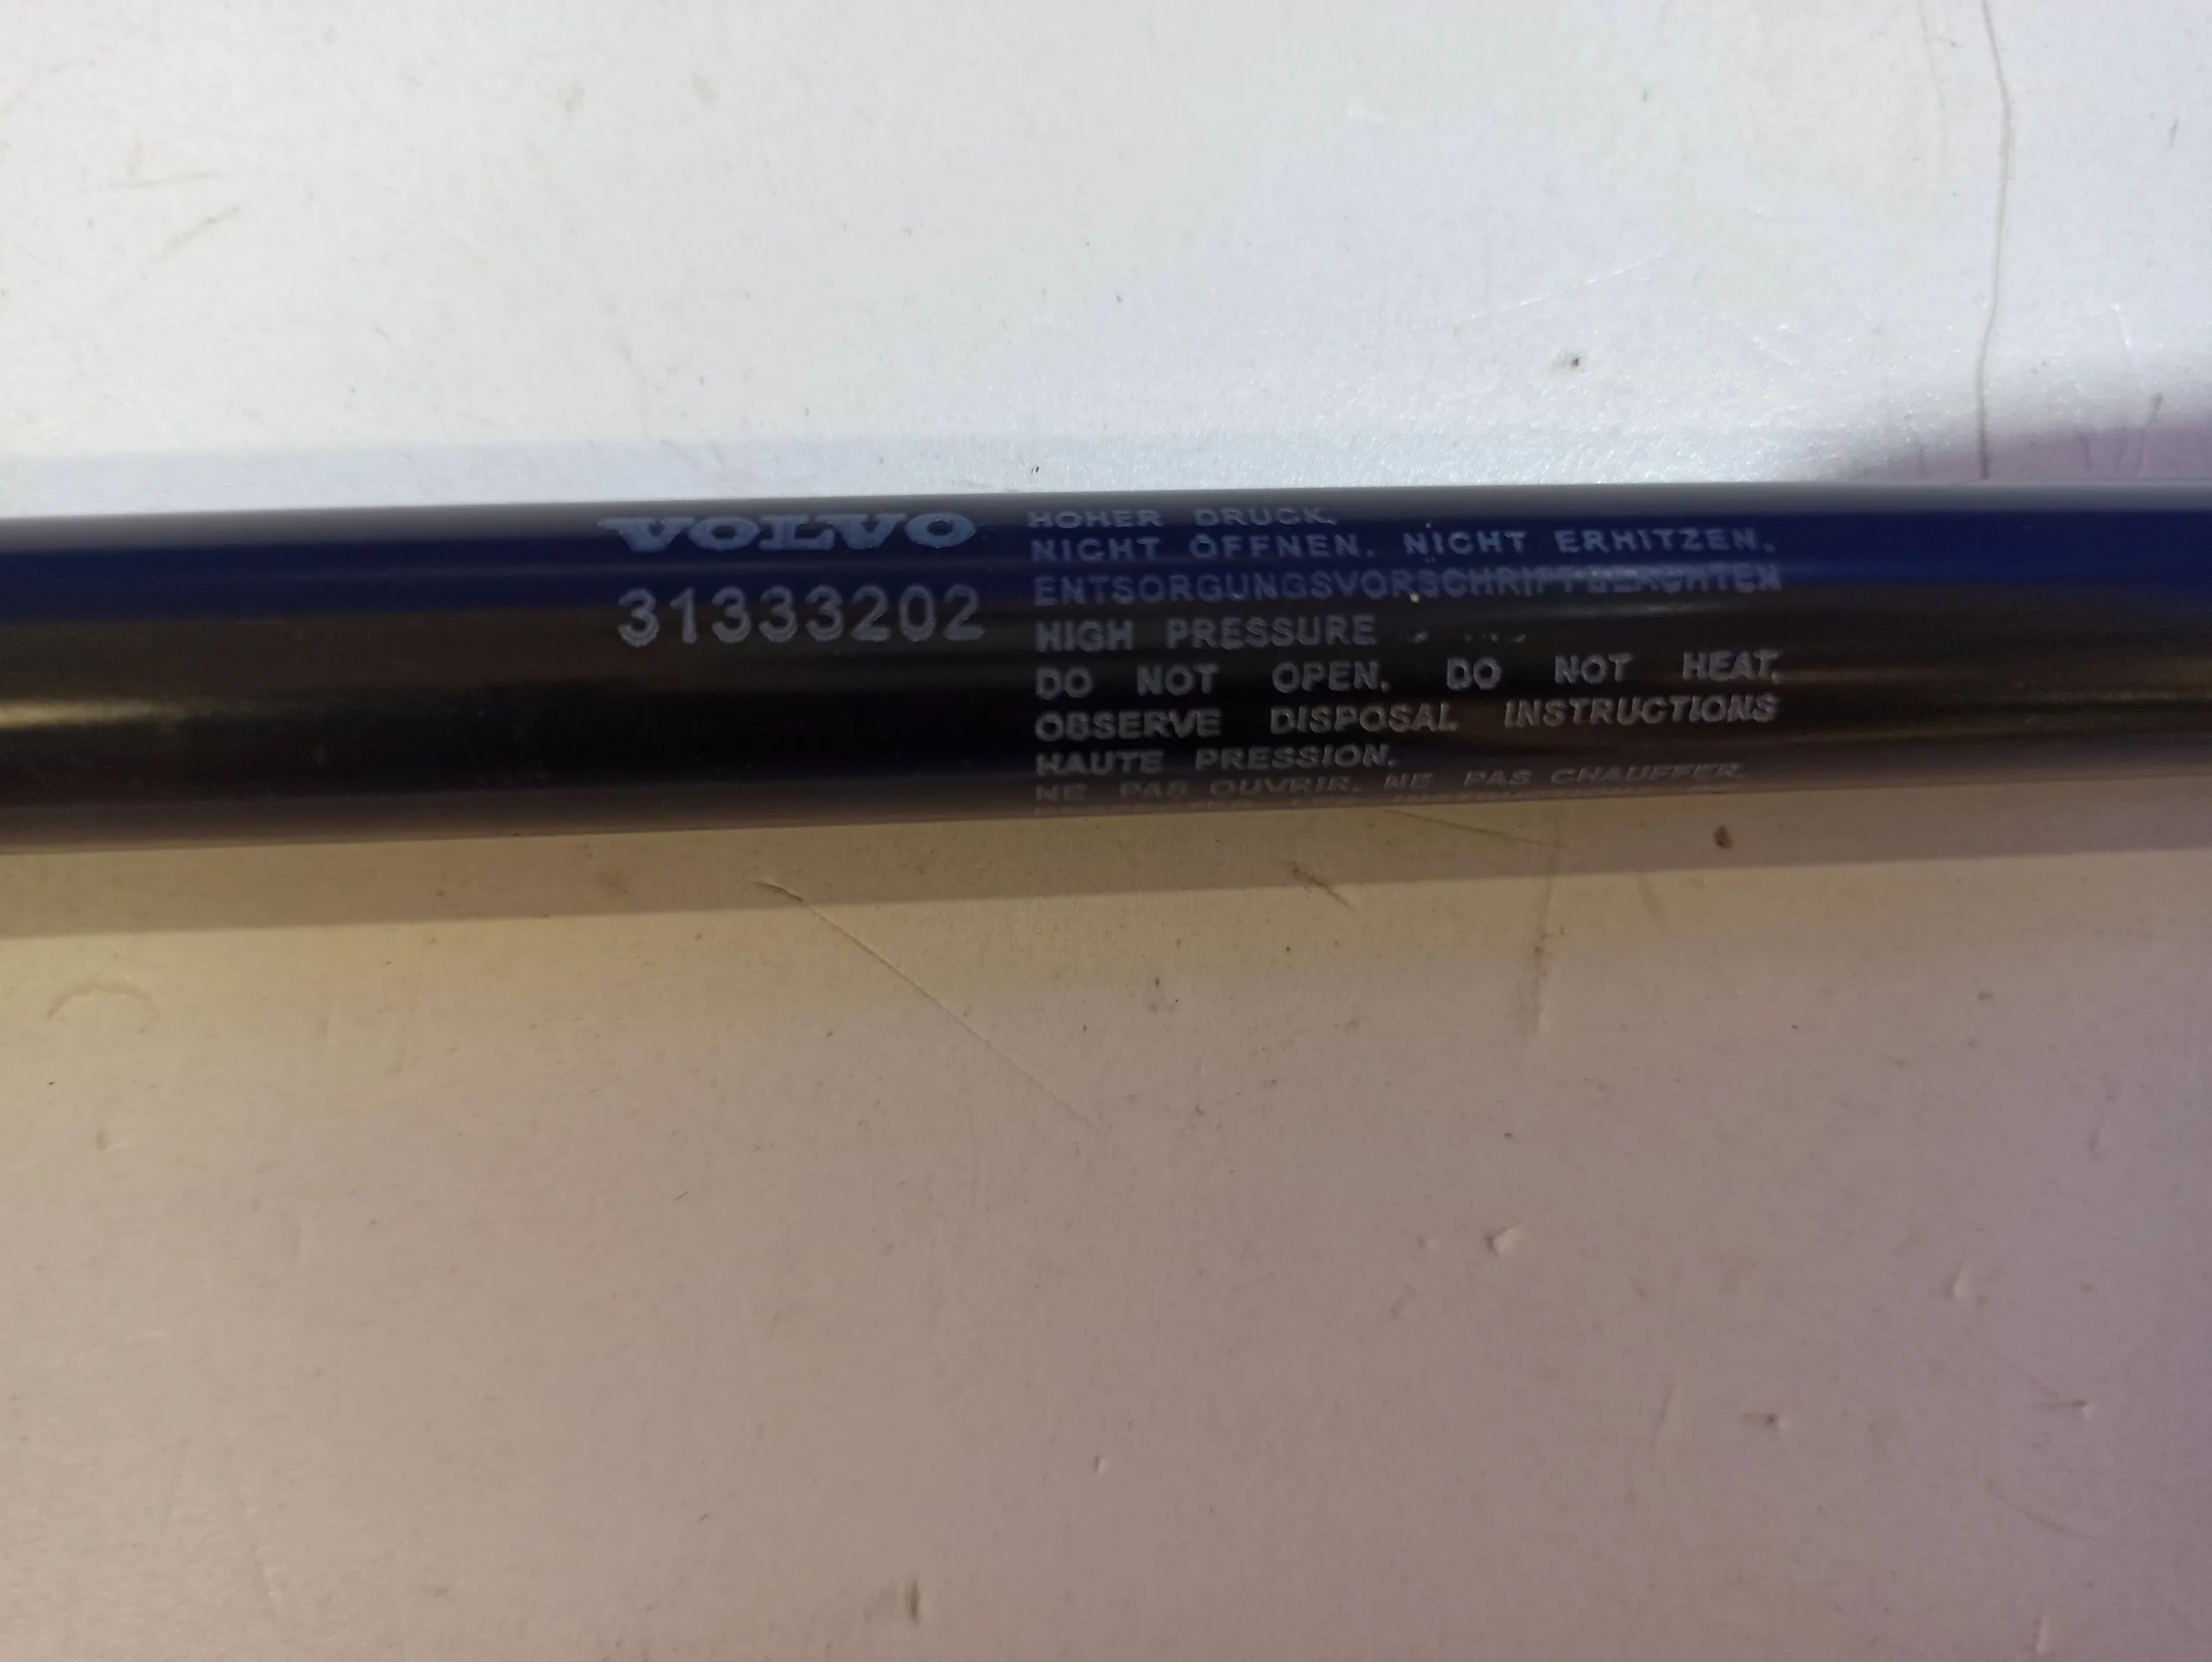 VOLVO
31333202
HOHER DRUCK.
NICHT ÖFFNEN. NICHT ERHITZEN.
ENTSORGUNGSVORSCHRIFT BEACHTEN
HIGH PRESSURE
DO NOT OPEN. DO NOT HEAT.
OBSERVE DISPOSAL INSTRUCTIONS
HAUTE PRESSION.
NE PAS OUVRIR. NE PAS CHAUFFER.